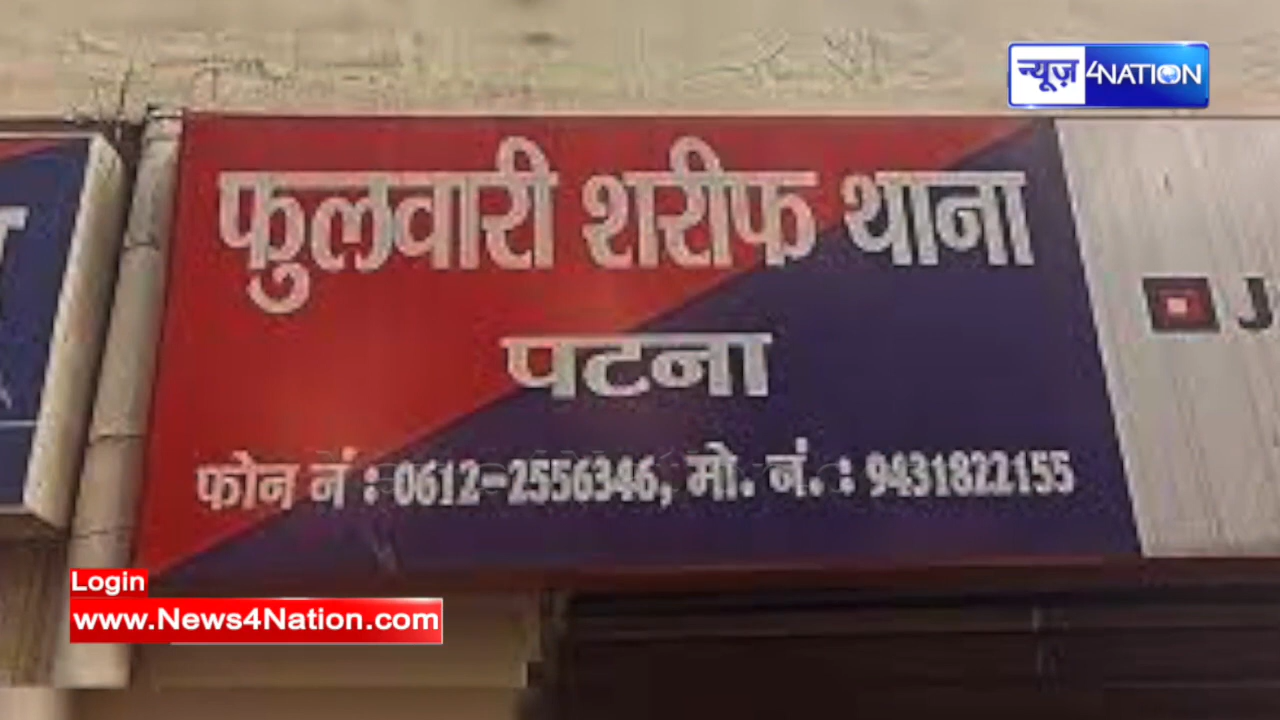 न्यूज़ 4NATION
फुलवारी शरीफ थाना
पटना
फोन नं : 0612-2556346, मो. नं. : 9431822155
Login
www.News4Nation.com